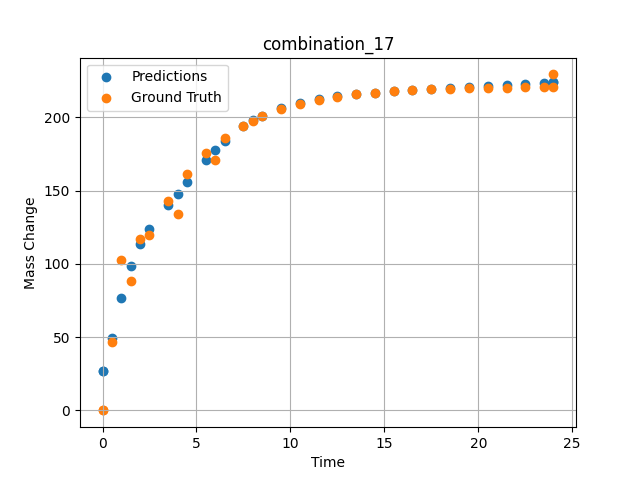 combination_17
Predictions
Ground Truth
Mass Change
200
150
100
50
0
0 5 10 15 20 25
Time